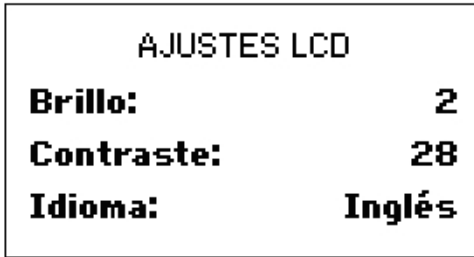 AJUSTES LCD
Brillo: 2
Contraste: 28
Idioma: Inglés